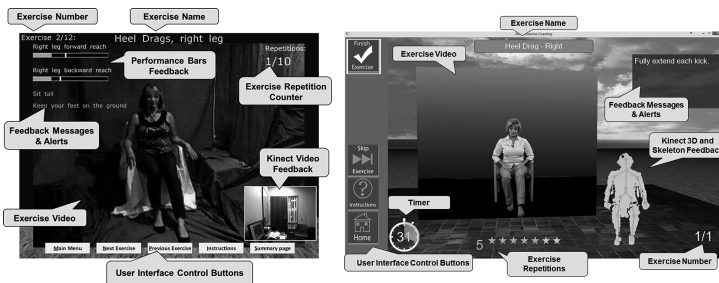 Exercise Number
Exercise Name
Exercise 2/12:
Heel Drags, right leg
Right leg forward reach
Right leg backward reach
Sit tall
Keep your feet on the ground
Performance Bars
Feedback
Repetitions:
1/10
Exercise Repetition
Counter
Feedback Messages
& Alerts
Kinect Video
Feedback
Exercise Video
Main Menu
Next Exercise
Previous Exercise
Instructions
Summary page
User Interface Control Buttons
Exercise Name
Coaching
Finish
Exercise
Exercise Video
Heel Drag - Right
Fully extend each kick.
Feedback Messages
& Alerts
Kinect 3D and
Skeleton Feedback
Skip
Exercise
Instructions
Home
Timer
31
5
1/1
User Interface Control Buttons
Exercise
Repetitions
Exercise Number